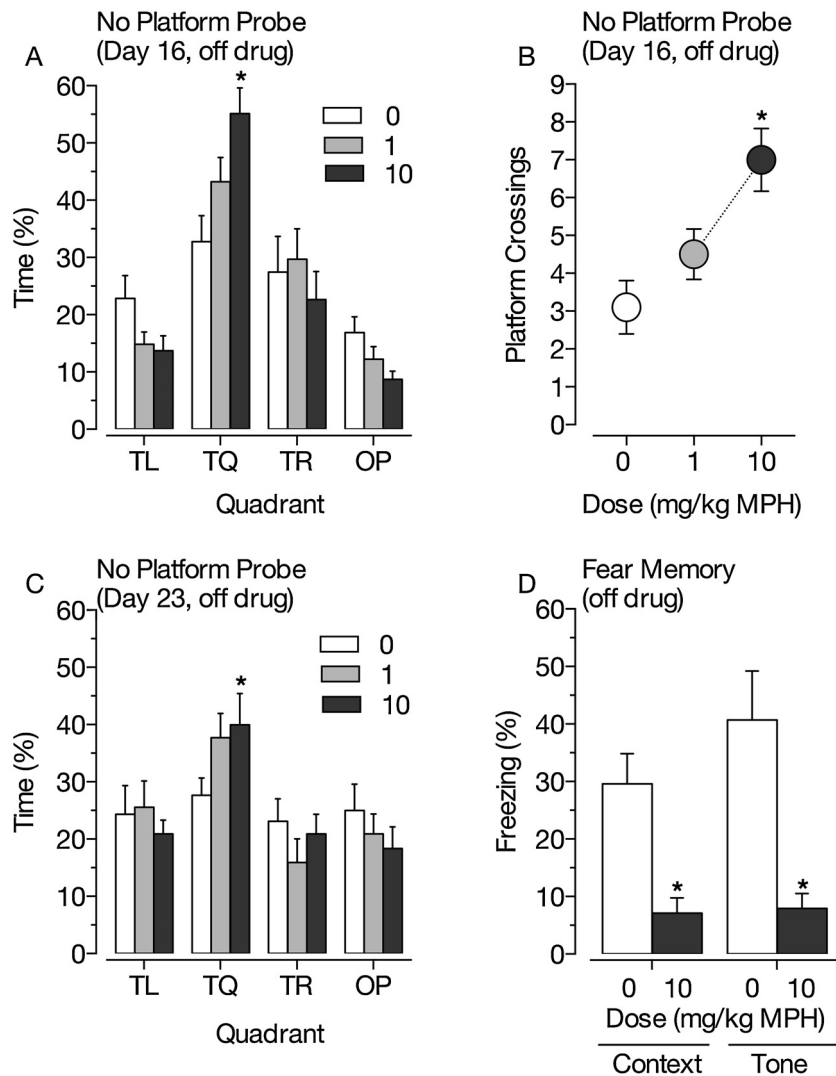 A
No Platform Probe
(Day 16, off drug)
Time (%)
60
50
40
30
20
10
0
*
0
1
10
TL TQ TR OP
Quadrant
B
No Platform Probe
(Day 16, off drug)
Platform Crossings
9
8
7
6
5
4
3
2
1
0
*
0 1 10
Dose (mg/kg MPH)
C
No Platform Probe
(Day 23, off drug)
Time (%)
60
50
40
30
20
10
0
*
0
1
10
TL TQ TR OP
Quadrant
D
Fear Memory
(off drug)
Freezing (%)
60
50
40
30
20
10
0
* *
0 10 0 10
Dose (mg/kg MPH)
Context Tone